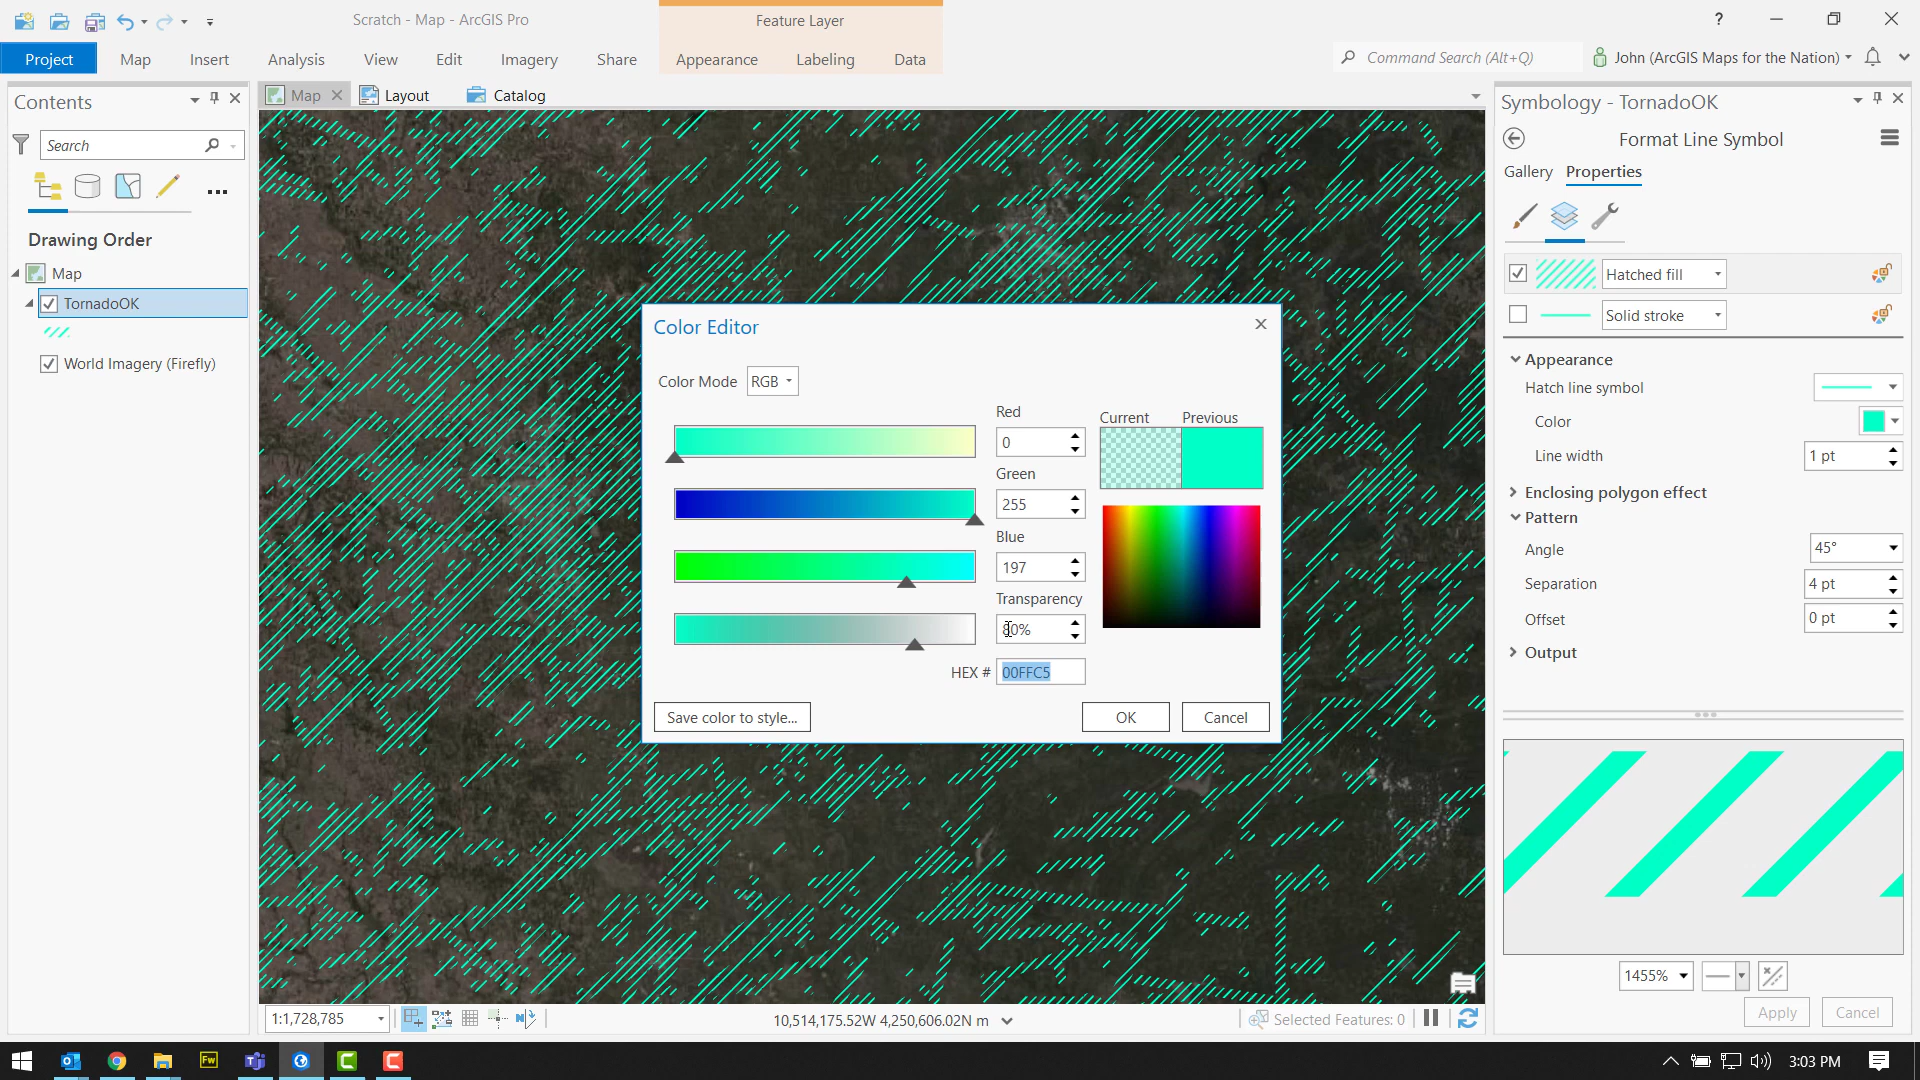 Scratch - Map - ArcGIS Pro
Feature Layer
?
Project
Map
Insert
Analysis
View
Edit
Imagery
Share
Appearance
Labeling
Data
Command Search (Alt+Q)
John (ArcGIS Maps for the Nation)
Contents
Search
Drawing Order
Map
TornadoOK
World Imagery (Firefly)
Map
Layout
Catalog
Color Editor
Color Mode
RGB
Red
0
Green
255
Blue
197
Transparency
80%
HEX #
00FFC5
Current
Previous
Save color to style...
OK
Cancel
1:1,728,785
10,514,175.52W 4,250,606.02N m
Selected Features: 0
Symbology - TornadoOK
Format Line Symbol
Gallery
Properties
Hatched fill
Solid stroke
Appearance
Hatch line symbol
Color
Line width
1 pt
Enclosing polygon effect
Pattern
Angle
45°
Separation
4 pt
Offset
0 pt
Output
1455%
Apply
Cancel
Fw
3:03 PM